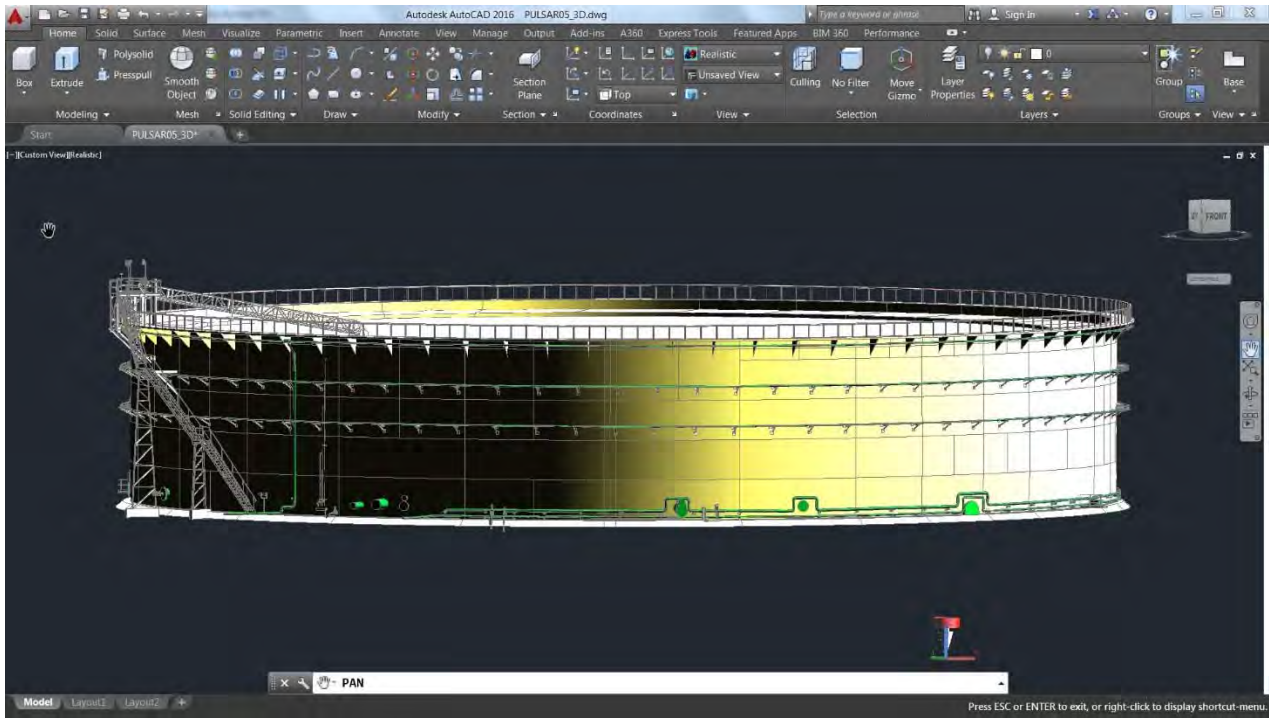 Autodesk AutoCAD 2016 PULSAR05_3D.dwg
Type a keyword or phrase
Sign In
Home Solid Surface Mesh Visualize Parametric Insert Annotate View Manage Output Add-ins A360 Express Tools Featured Apps BIM 360 Performance
Box
Extrude
Polysolid
Presspull
Smooth
Object
Section
Plane
Realistic
Unsaved View
Top
Culling
No Filter
Move
Gizmo
Layer
Properties
0
Group
Base
Modeling Mesh Solid Editing Draw Modify Section Coordinates View Selection Layers Groups View
Start PULSAR05_3D*
[-][Custom View][Realistic]
FRONT
PAN
Model Layout1 Layout2
Press ESC or ENTER to exit, or right-click to display shortcut-menu.